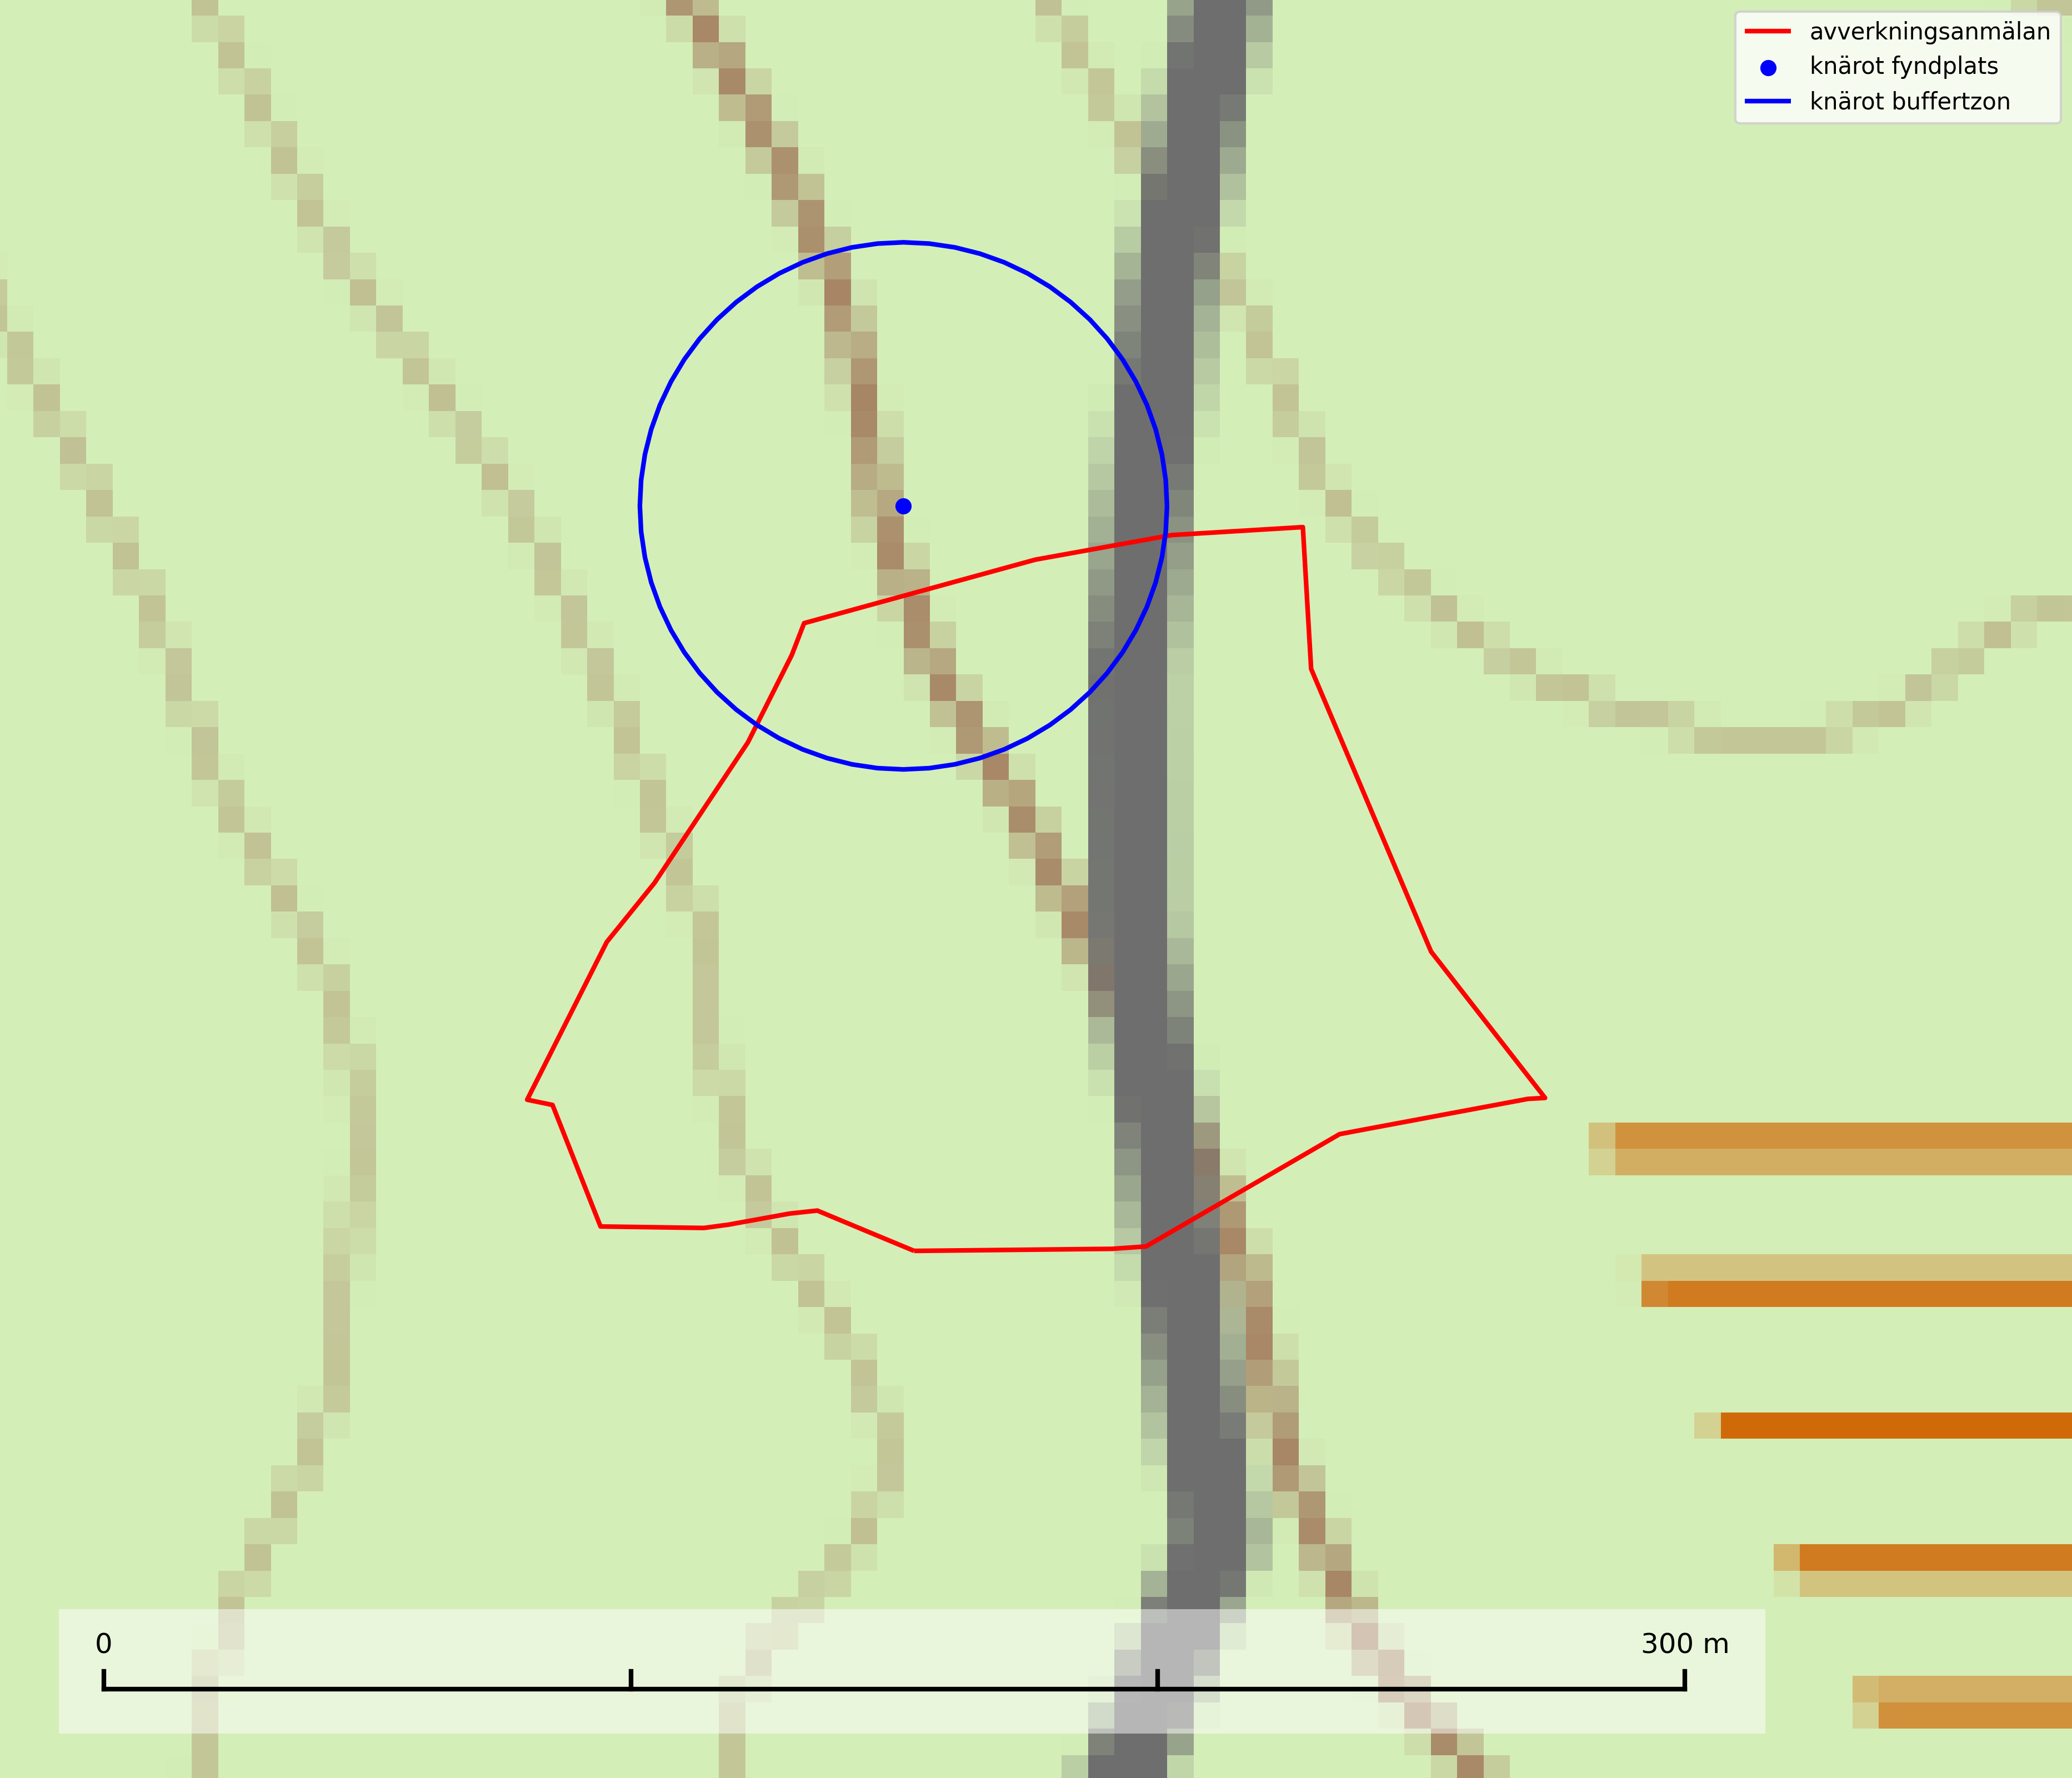 avverkningsanmälan
knärot fyndplats
knärot buffertzon
0 300 m